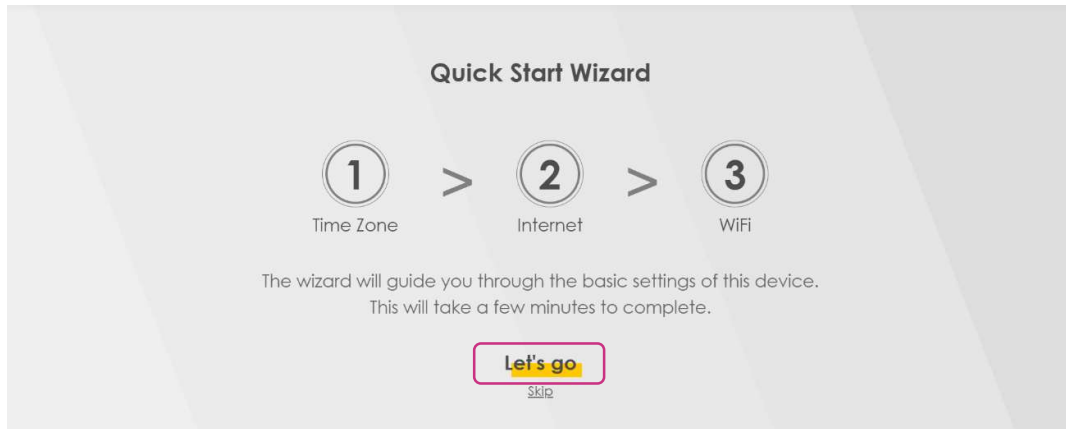 Quick Start Wizard
1 > 2 > 3
Time Zone Internet WiFi
The wizard will guide you through the basic settings of this device.
This will take a few minutes to complete.
Let's go
Skip